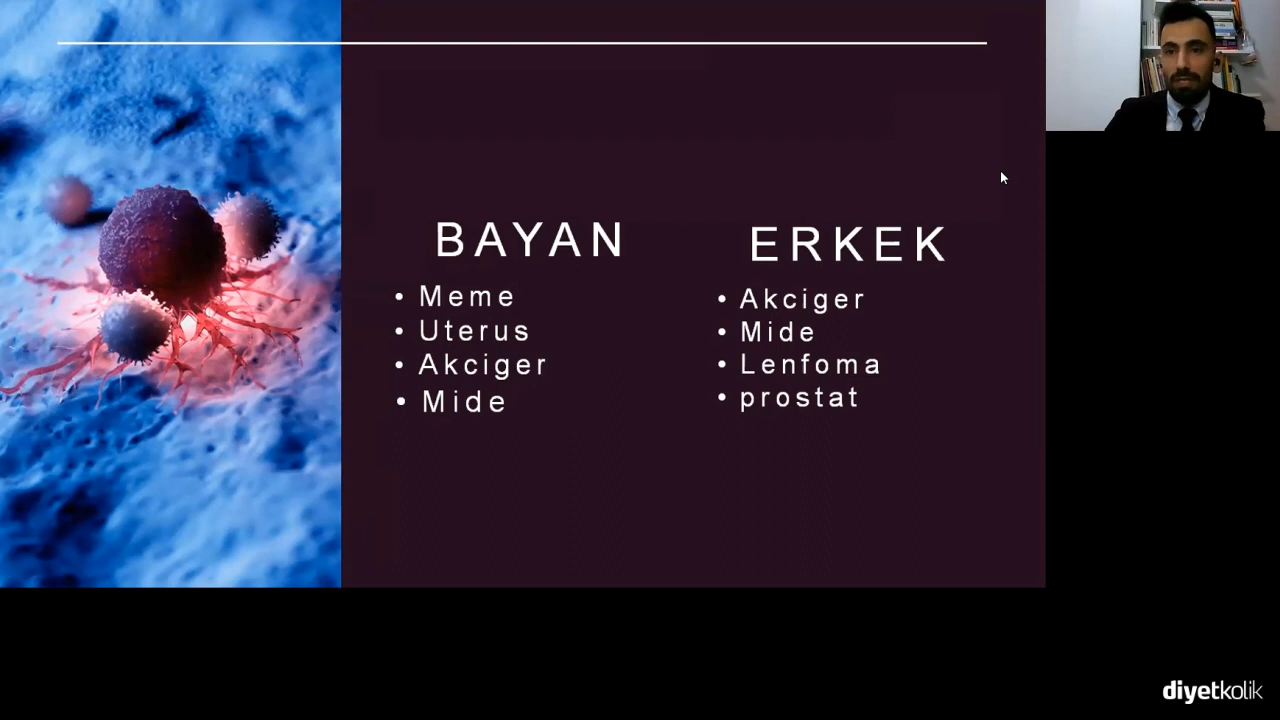 BAYAN
• Meme
• Uterus
• Akciger
• Mide
ERKEK
• Akciger
• Mide
• Lenfoma
• prostat
diyetkolik